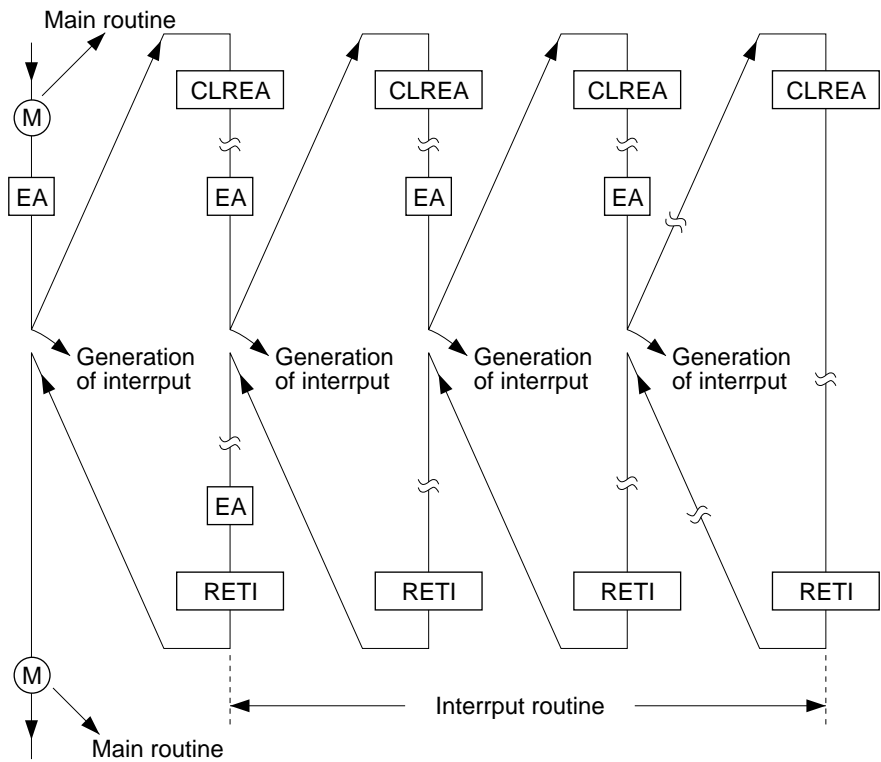 Main routine
CLREA
CLREA
CLREA
CLREA
M
EA
EA
EA
EA
Generation
of interrput
Generation
of interrput
Generation
of interrput
Generation
of interrput
EA
RETI
RETI
RETI
RETI
M
Interrput routine
Main routine